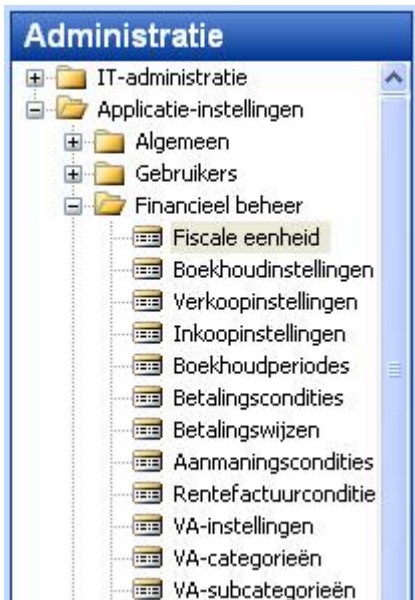 Administratie
IT-administratie
Applicatie-instellingen
Algemeen
Gebruikers
Financieel beheer
Fiscale eenheid
Boekhoudinstellingen
Verkoopinstellingen
Inkoopinstellingen
Boekhoudperiodes
Betalingscondities
Betalingswijzen
Aanmaningscondities
Rentefactuurconditie
VA-instellingen
VA-categorieën
VA-subcategorieën